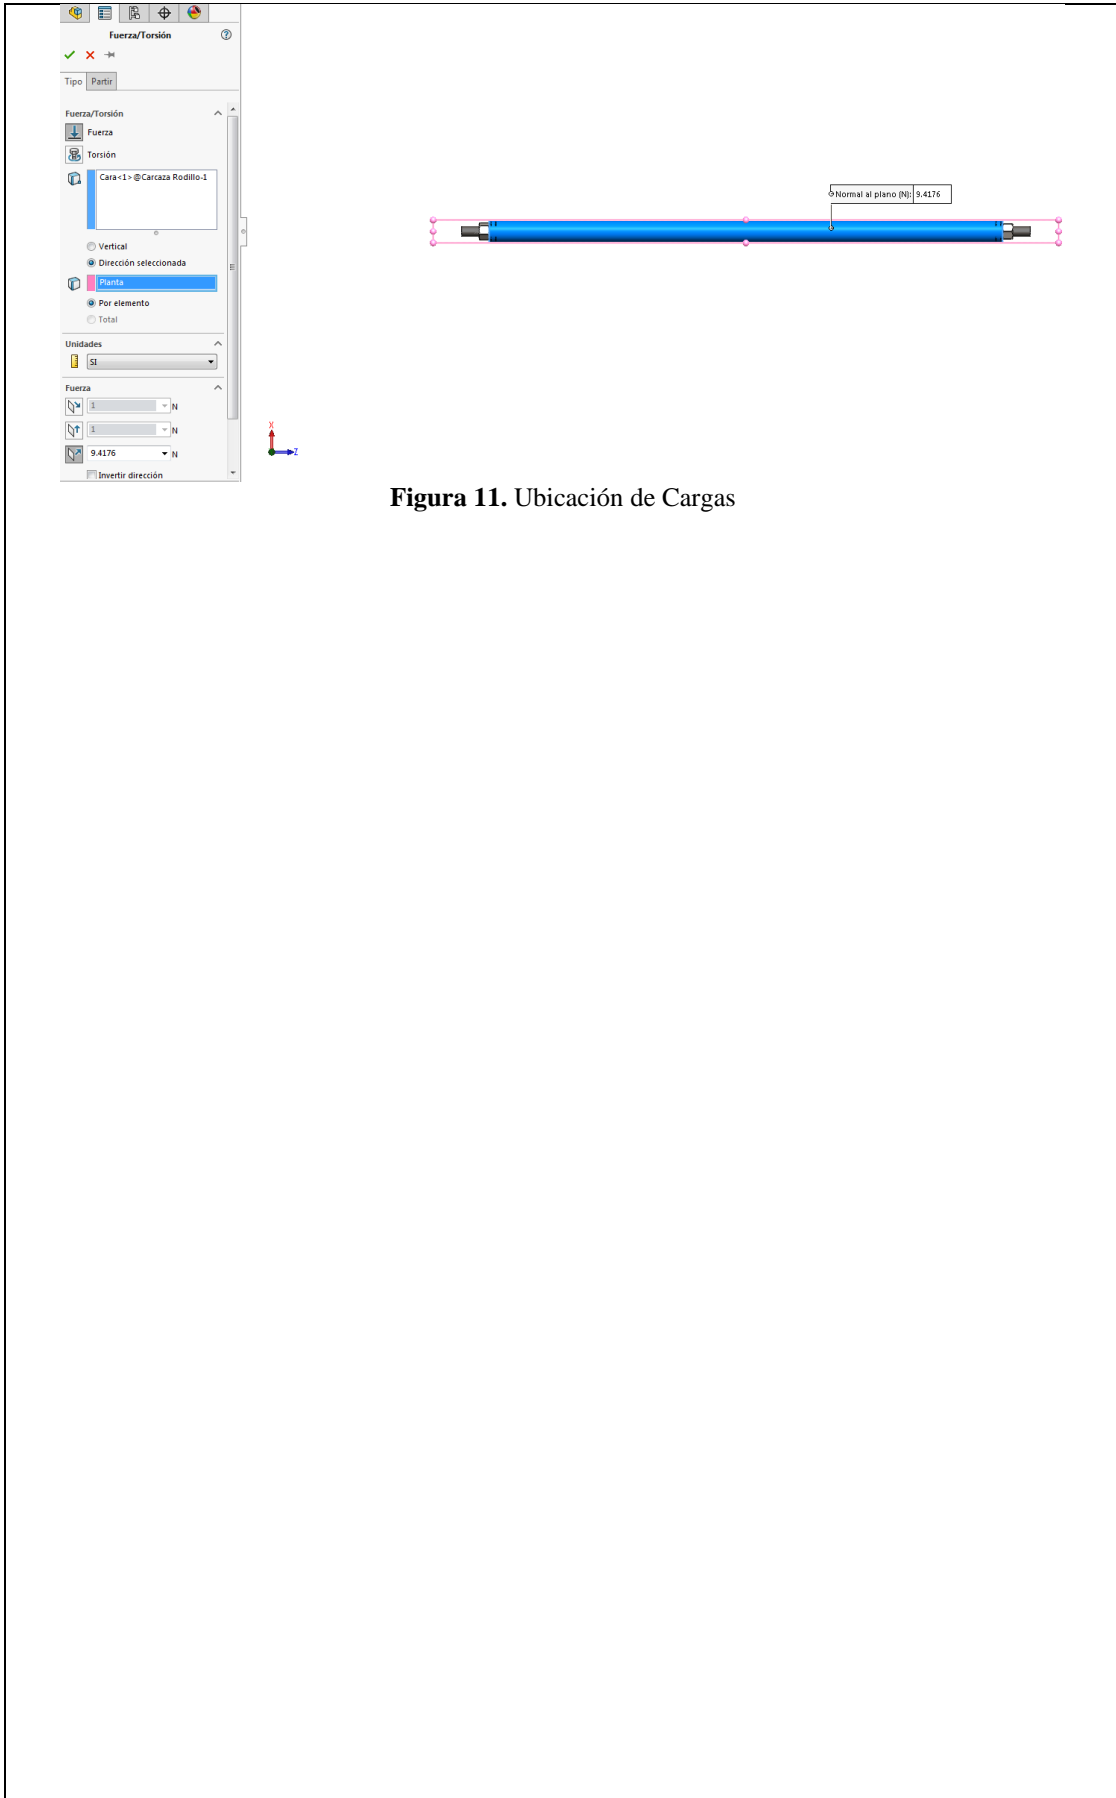 Fuerza/Torsión
Tipo Partir
Fuerza/Torsión
Fuerza
Torsión
Cara<1>@Carcaza Rodillo-1
Vertical
Dirección seleccionada
Planta
Por elemento
Total
Unidades
SI
Fuerza
1 N
1 N
9.4176 N
Invertir dirección
Normal al plano (N): 9.4176
X
Z
Figura 11. Ubicación de Cargas